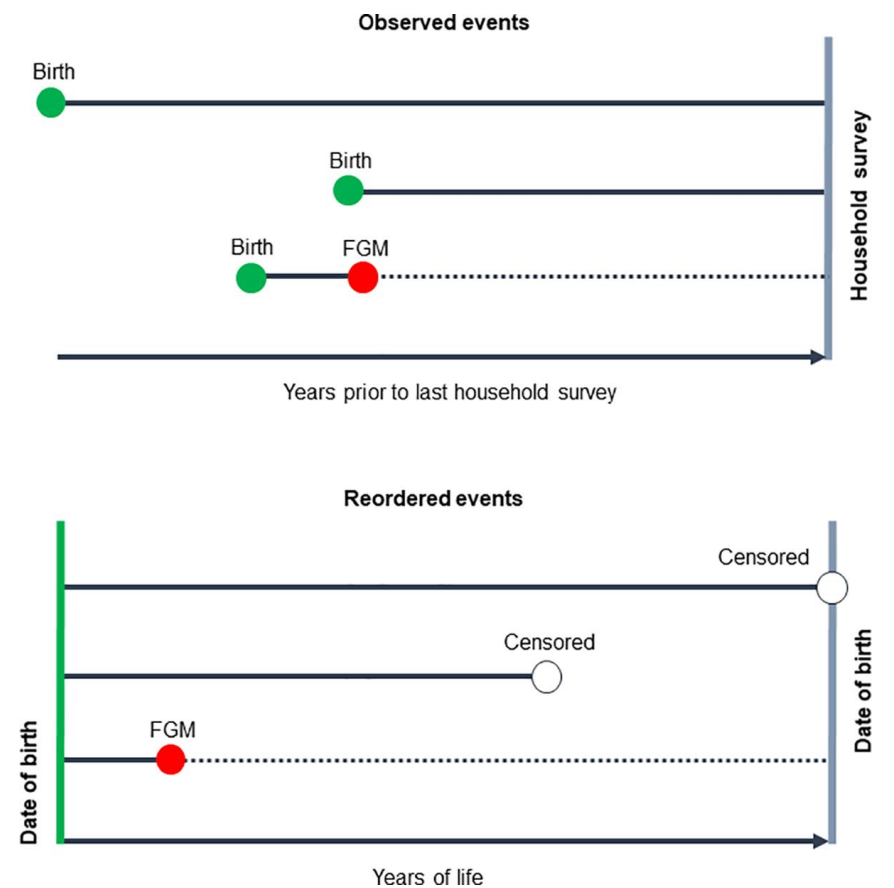 Observed events
Birth
Birth
Birth
FGM
Household survey
Years prior to last household survey
Reordered events
Censored
Censored
FGM
Date of birth
Date of birth
Years of life